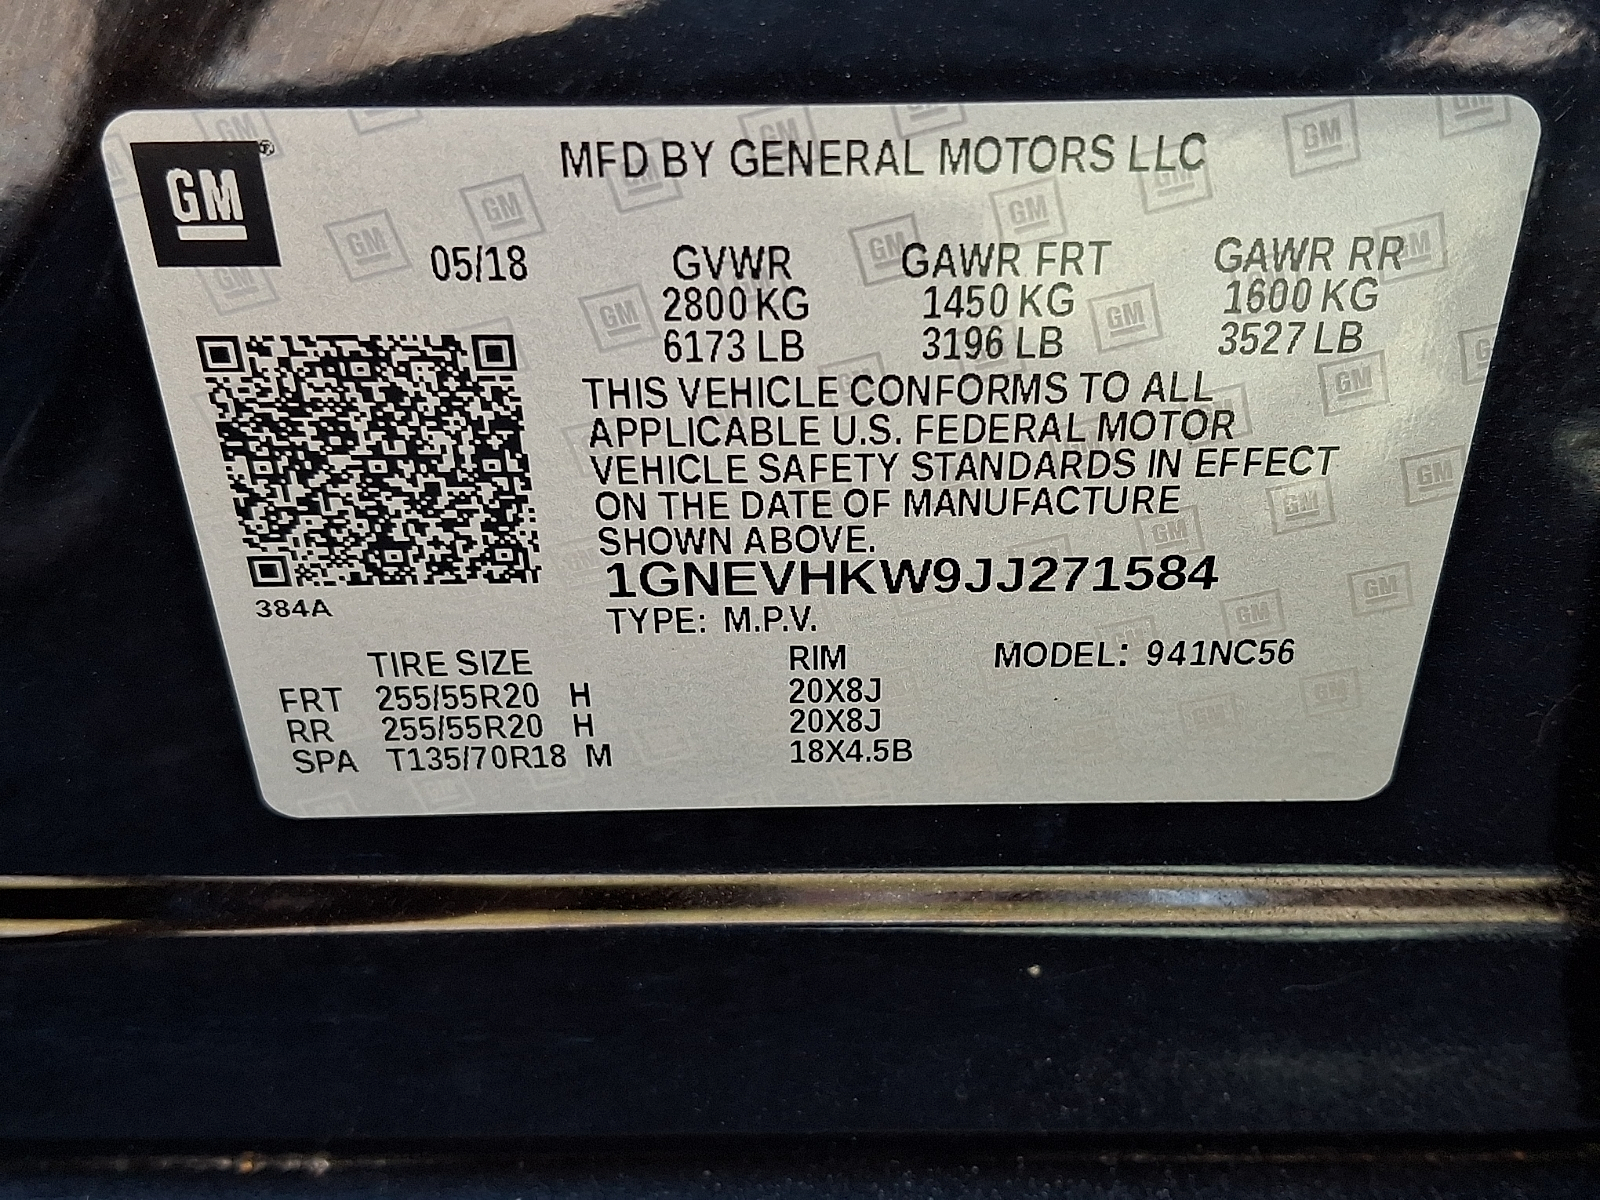 GM
MFD BY GENERAL MOTORS LLC
05/18 GVWR GAWR FRT GAWR RR
2800 KG 1450 KG 1600 KG
6173 LB 3196 LB 3527 LB
THIS VEHICLE CONFORMS TO ALL
APPLICABLE U.S. FEDERAL MOTOR
VEHICLE SAFETY STANDARDS IN EFFECT
ON THE DATE OF MANUFACTURE
SHOWN ABOVE.
1GNEVHKW9JJ271584
384A
TYPE: M.P.V.
TIRE SIZE RIM MODEL: 941NC56
FRT 255/55R20 H 20X8J
RR 255/55R20 H 20X8J
SPA T135/70R18 M 18X4.5B